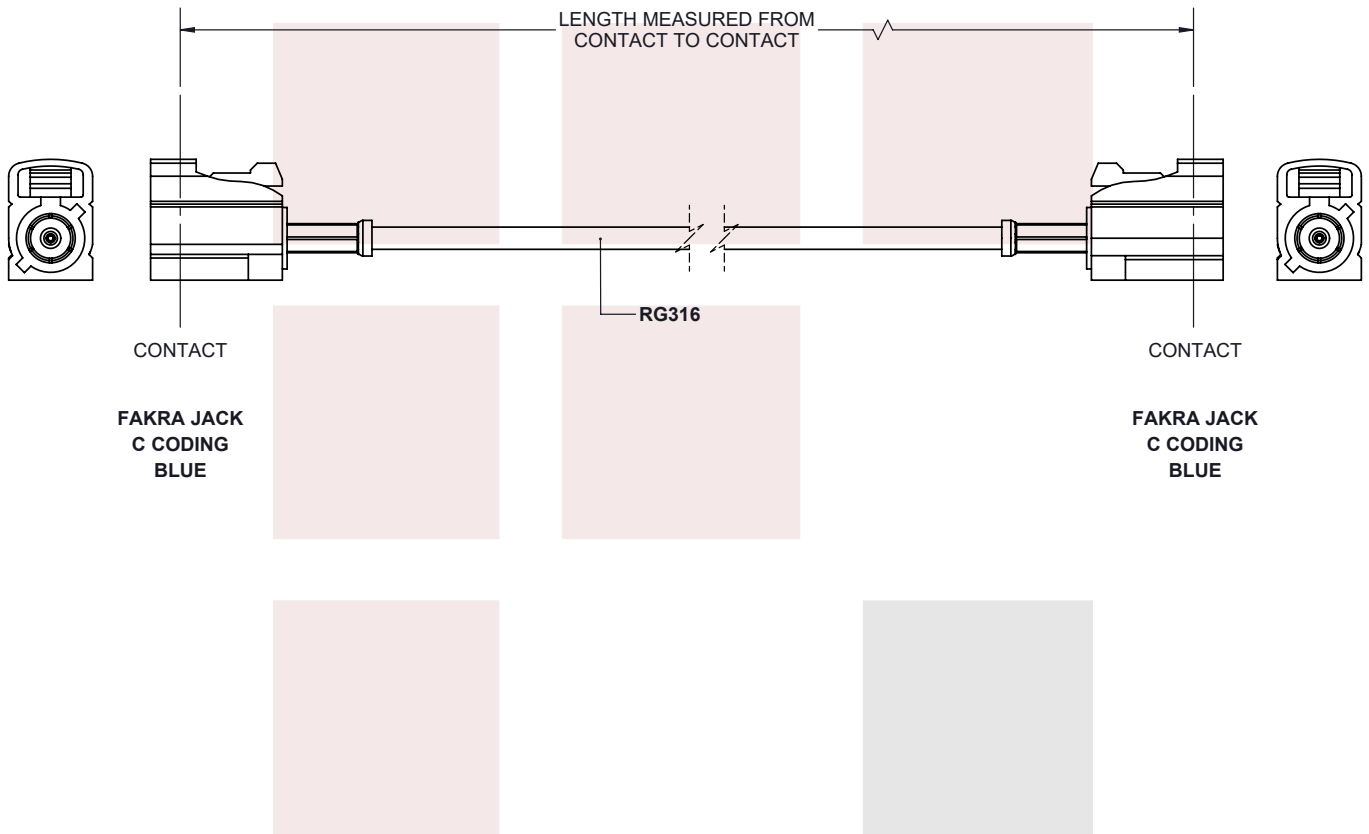 LENGTH MEASURED FROM
CONTACT TO CONTACT
RG316
CONTACT
CONTACT
FAKRA JACK
C CODING
BLUE
FAKRA JACK
C CODING
BLUE